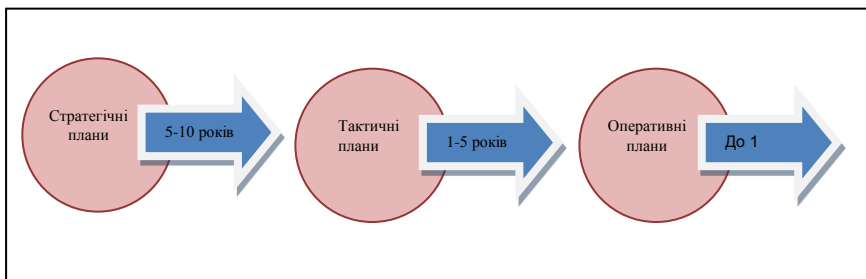 Стратегічні
плани
5-10 років
Тактичні
плани
1-5 років
Оперативні
плани
До 1